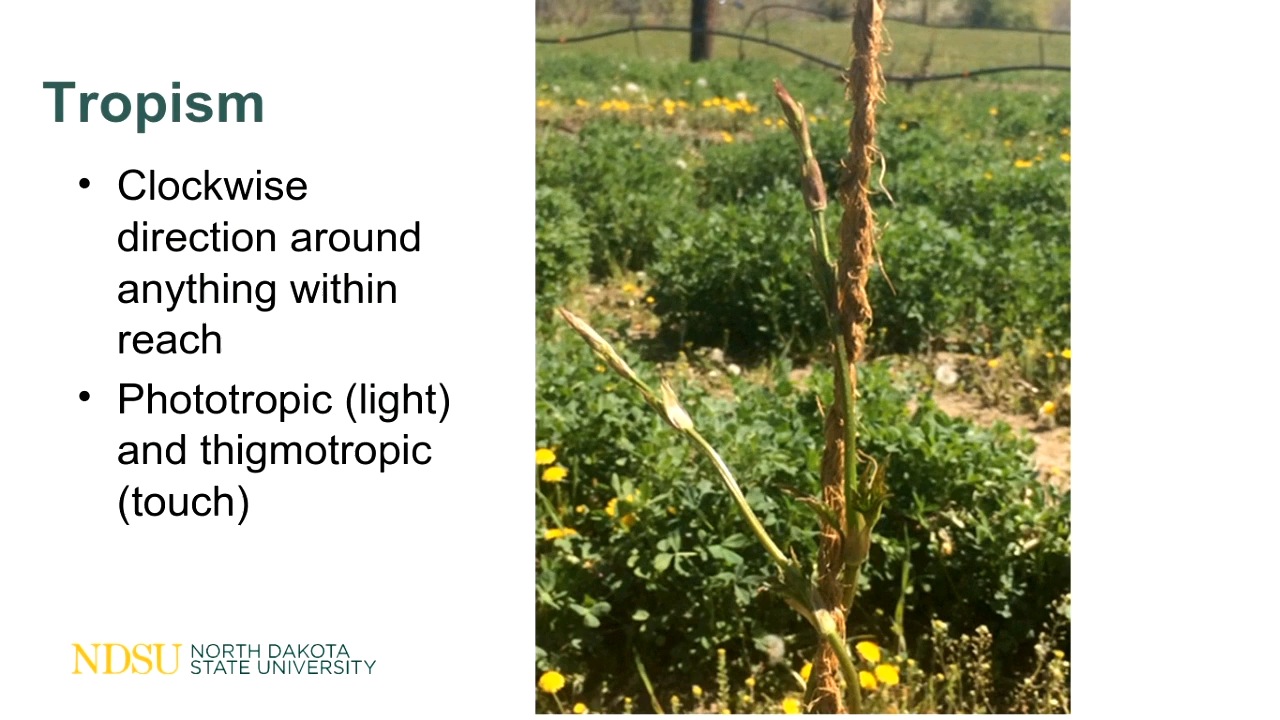 Tropism
• Clockwise
direction around
anything within
reach
• Phototropic (light)
and thigmotropic
(touch)
NDSU NORTH DAKOTA
STATE UNIVERSITY